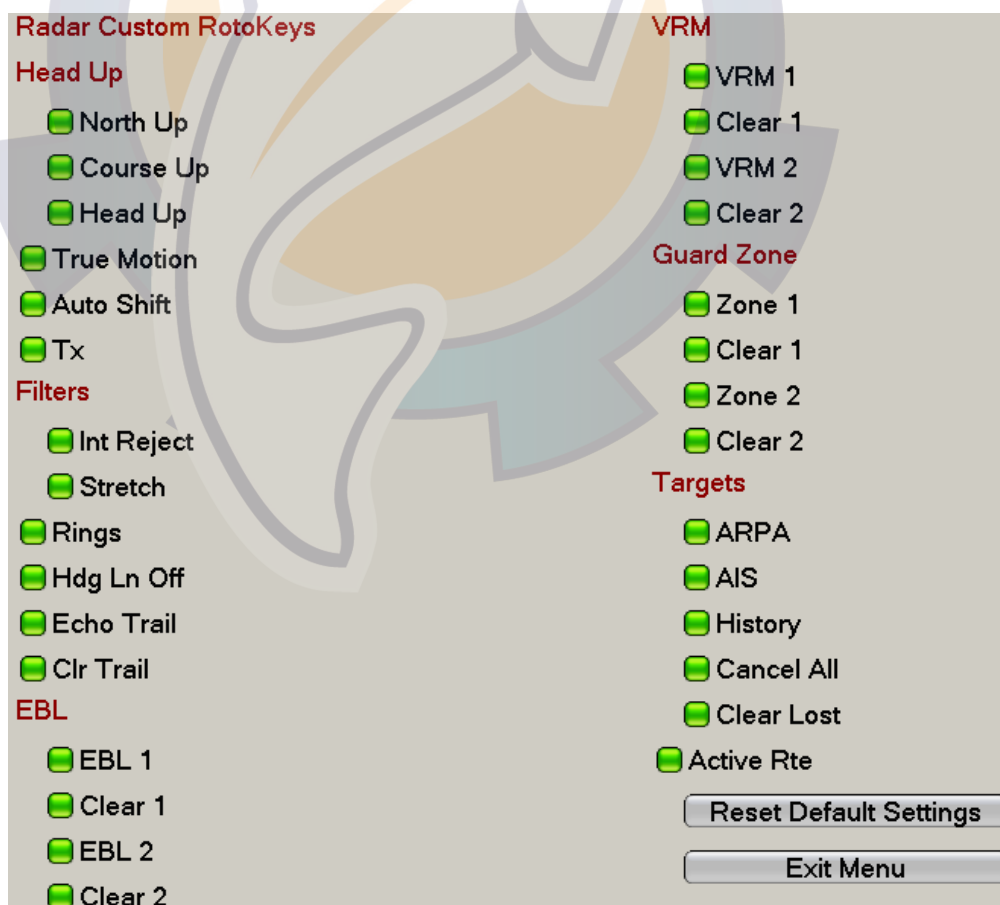 Radar Custom RotoKeys
Head Up
North Up
Course Up
Head Up
True Motion
Auto Shift
Tx
Filters
Int Reject
Stretch
Rings
Hdg Ln Off
Echo Trail
Clr Trail
EBL
EBL 1
Clear 1
EBL 2
Clear 2
VRM
VRM 1
Clear 1
VRM 2
Clear 2
Guard Zone
Zone 1
Clear 1
Zone 2
Clear 2
Targets
ARPA
AIS
History
Cancel All
Clear Lost
Active Rte
Reset Default Settings
Exit Menu